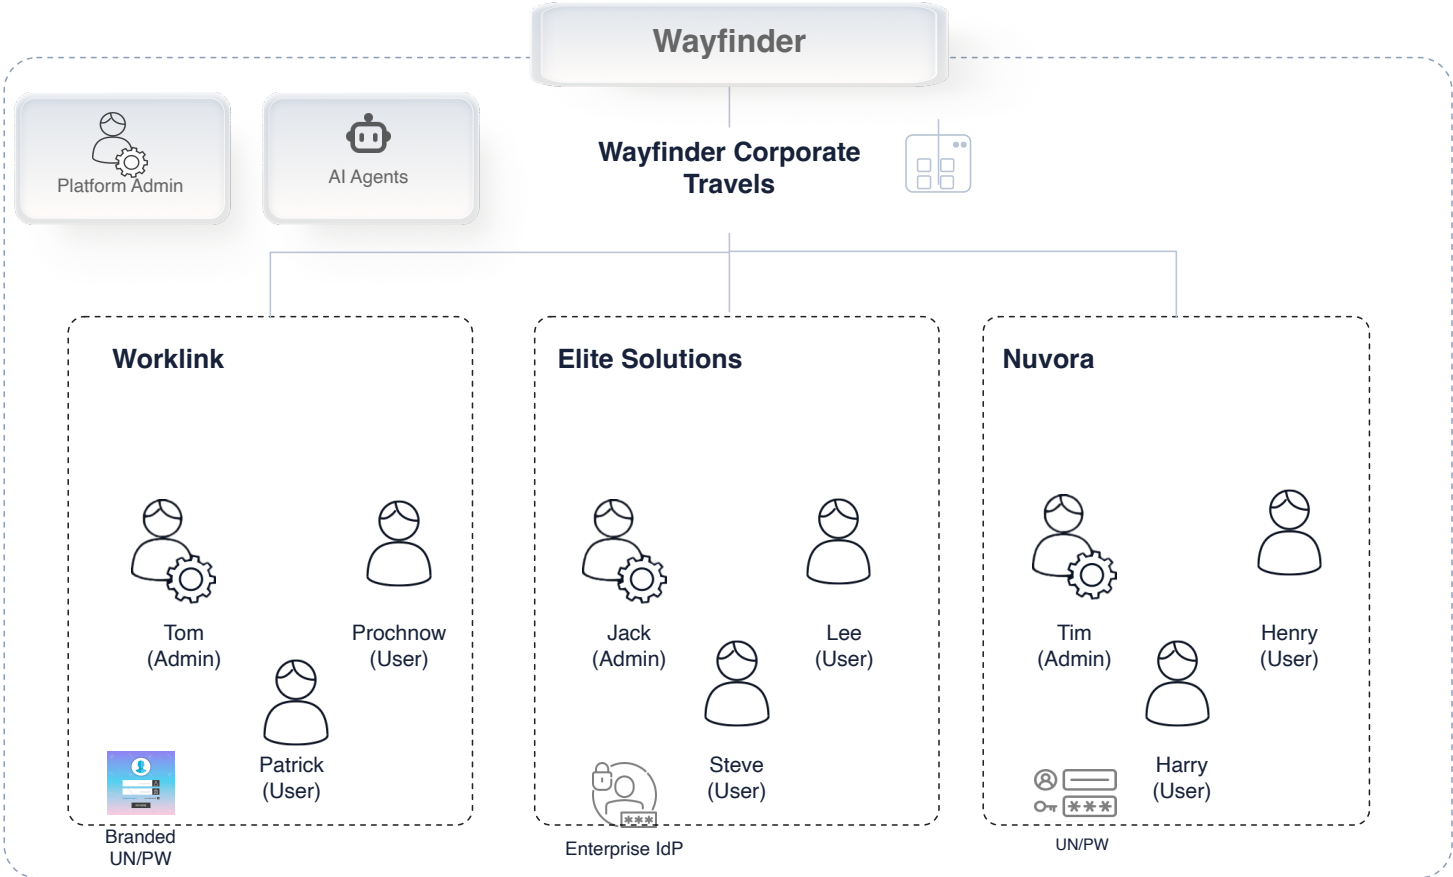 Wayfinder
Platform Admin
AI Agents
Wayfinder Corporate
Travels
Worklink
Elite Solutions
Nuvora
Tom
(Admin)
Prochnow
(User)
Patrick
(User)
Branded
UN/PW
Jack
(Admin)
Lee
(User)
Steve
(User)
***
Enterprise IdP
Tim
(Admin)
Henry
(User)
Harry
(User)
***
UN/PW